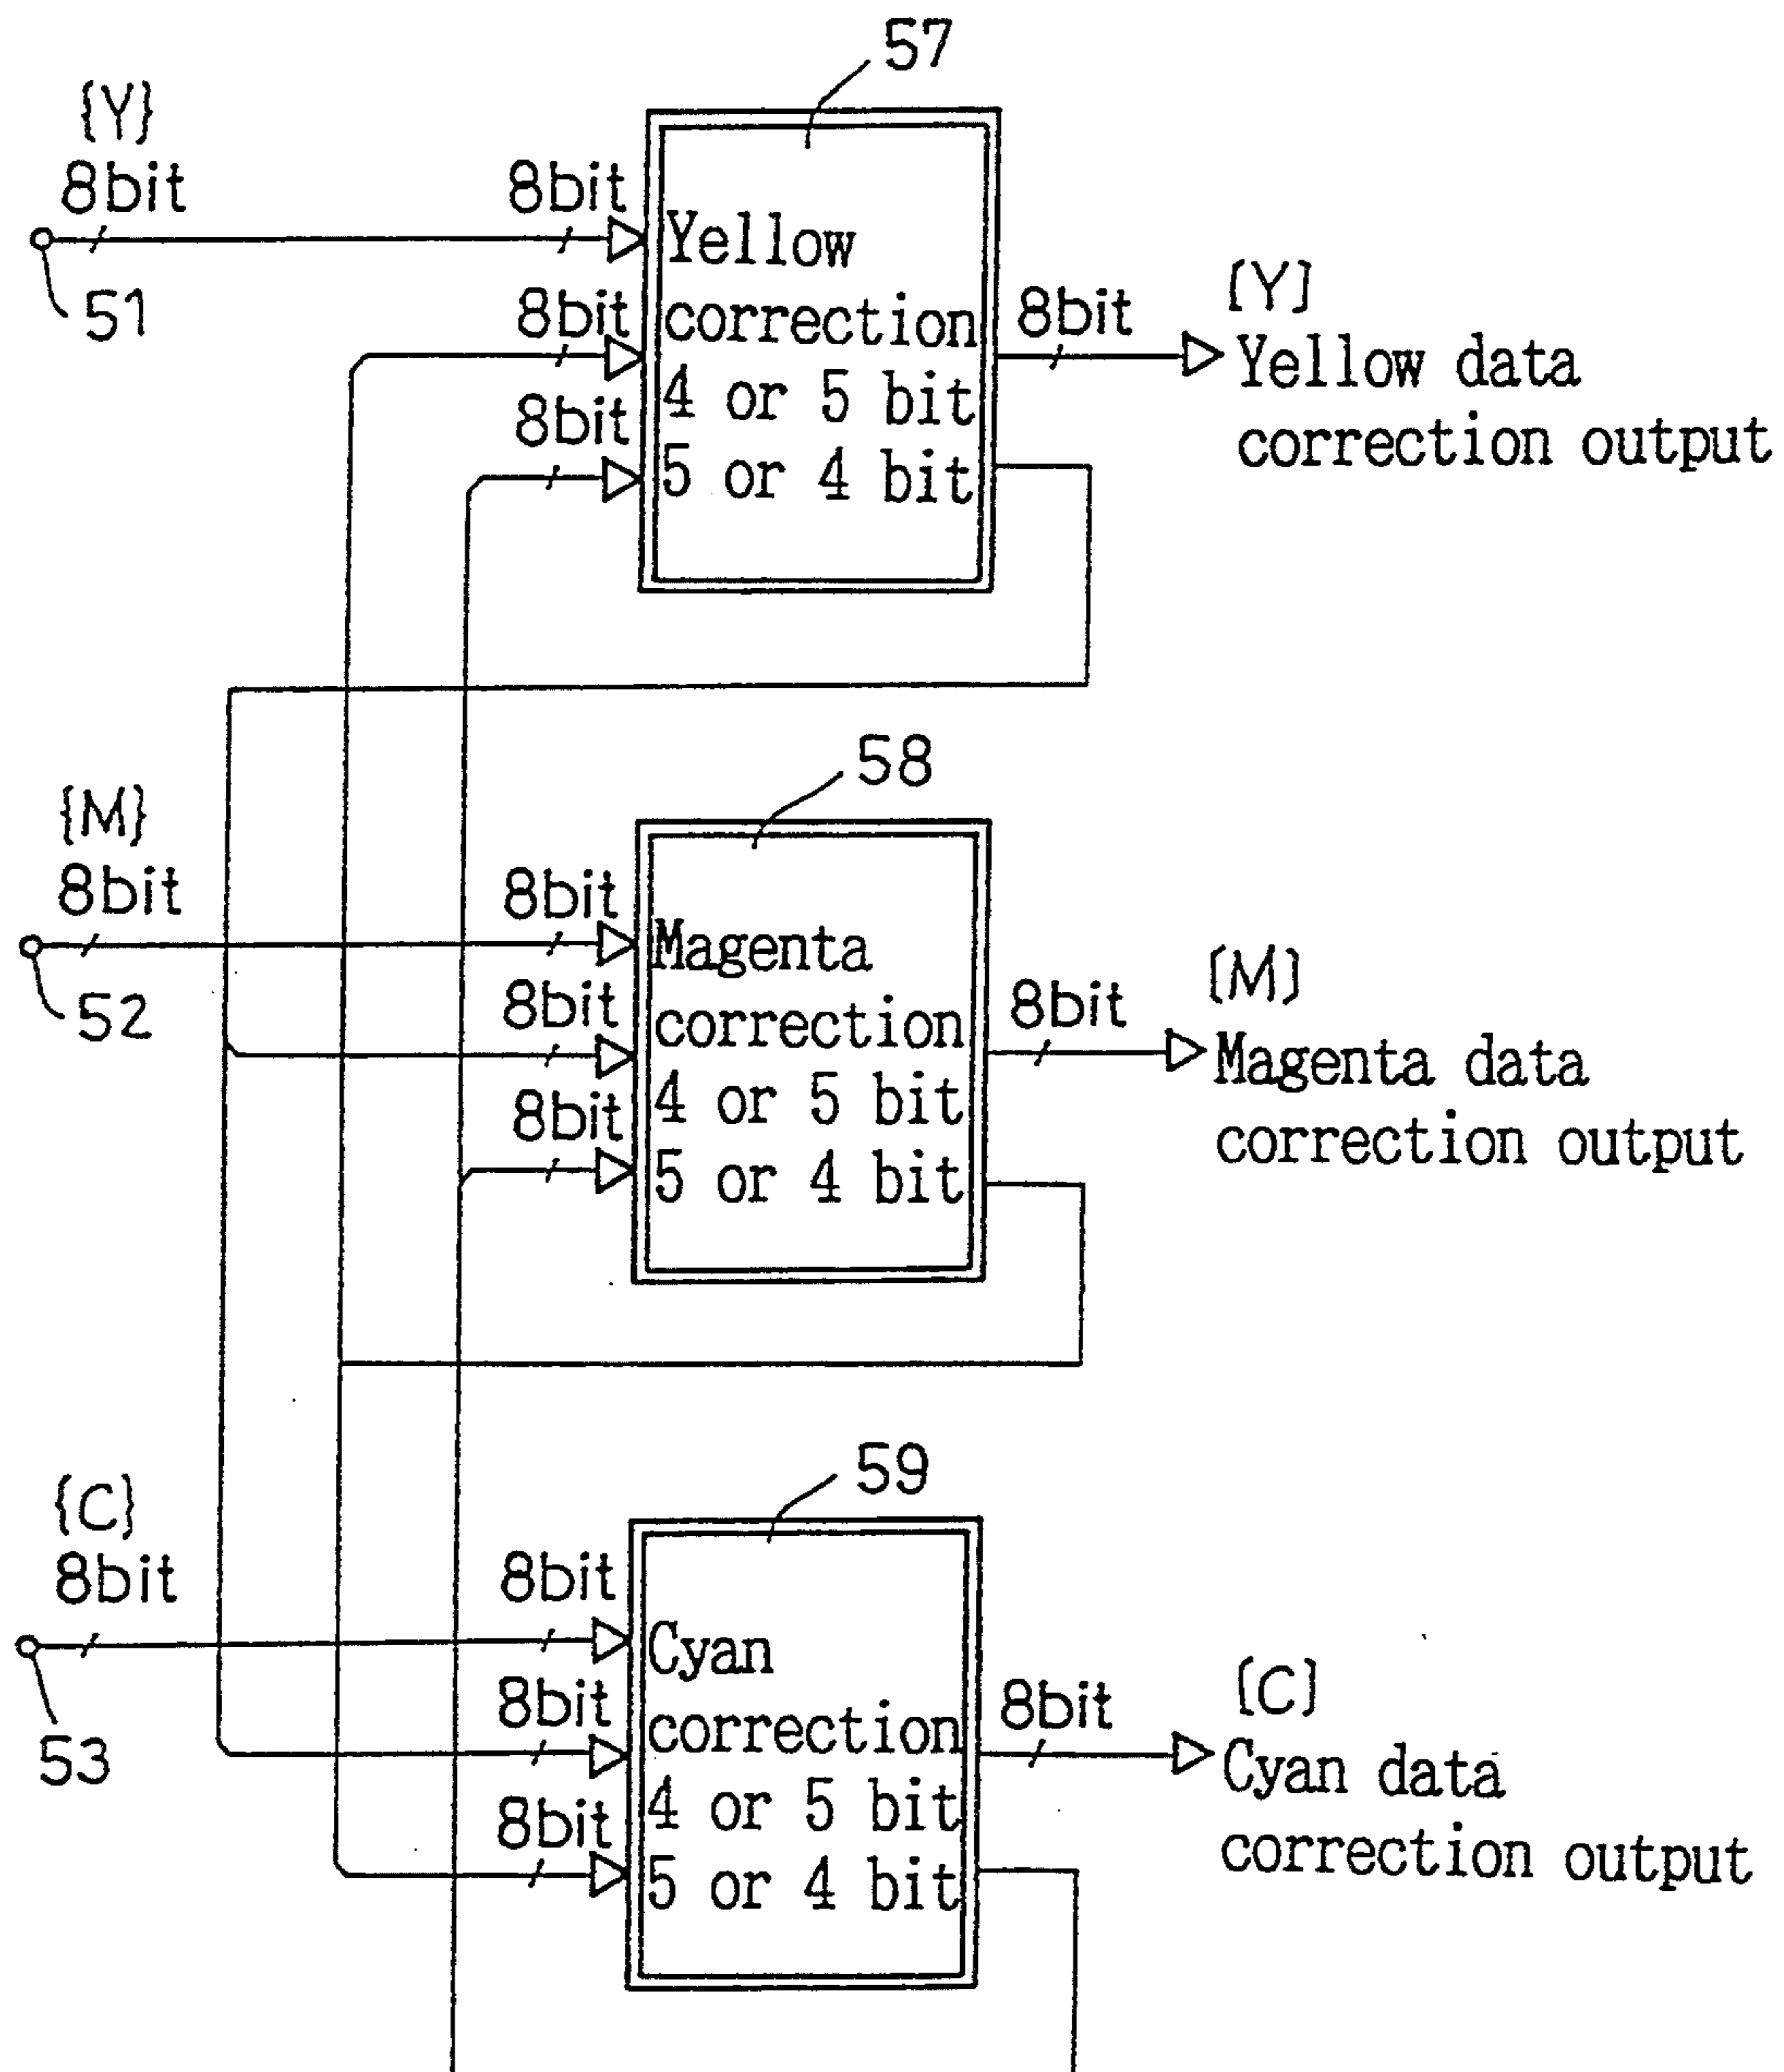 57
{Y}
8bit
8bit
51
Yellow
correction
4 or 5 bit
5 or 4 bit
8bit
8bit
8bit
[Y]
Yellow data
correction output
58
{M}
8bit
8bit
52
Magenta
correction
4 or 5 bit
5 or 4 bit
8bit
8bit
8bit
[M]
Magenta data
correction output
59
{C}
8bit
8bit
53
Cyan
correction
4 or 5 bit
5 or 4 bit
8bit
8bit
8bit
[C]
Cyan data
correction output